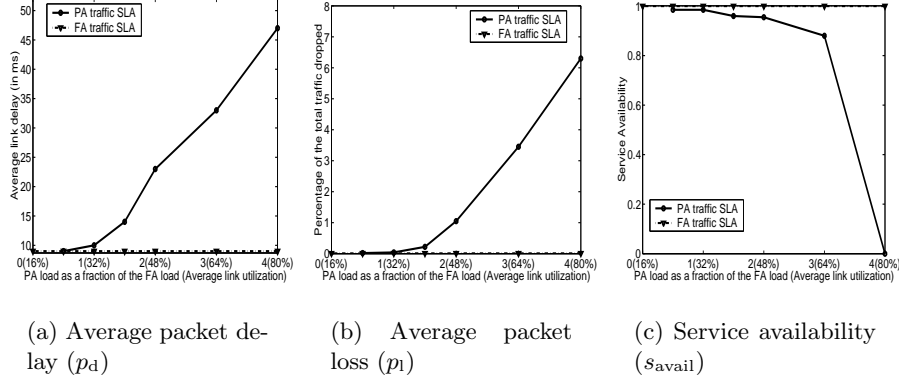 PA traffic SLA
FA traffic SLA
50
45
40
35
30
25
20
15
10
Average link delay (in ms)
0(16%) 1(32%) 2(48%) 3(64%) 4(80%)
PA load as a fraction of the FA load (Average link utilization)
(a) Average packet de-
lay (pd)
PA traffic SLA
FA traffic SLA
8
7
6
5
4
3
2
1
0
Percentage of the total traffic dropped
0(16%) 1(32%) 2(48%) 3(64%) 4(80%)
PA load as a fraction of the FA load (Average link utilization)
(b) Average packet
loss (pl)
1
0.8
0.6
0.4
0.2
0
Service Availability
PA traffic SLA
FA traffic SLA
0(16%) 1(32%) 2(48%) 3(64%) 4(80%)
PA load as a fraction of the FA load (Average link utilization)
(c) Service availability
(savail)